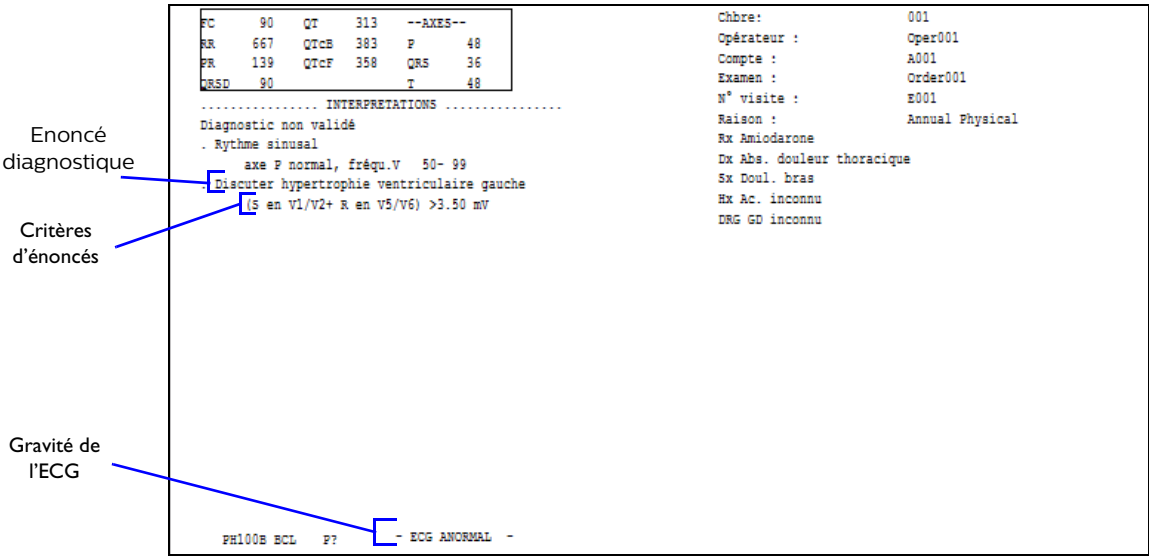 FC 90 QT 313 --AXES--
RR 667 QTcB 383 P 48
PR 139 QTcF 358 QRS 36
QRSD 90 T 48
................ INTERPRETATIONS ................
Diagnostic non validé
. Rythme sinusal
axe P normal, fréqu.V 50- 99
. Discuter hypertrophie ventriculaire gauche
(S en V1/V2+ R en V5/V6) >3.50 mV
Chbre: 001
Opérateur : Oper001
Compte : A001
Examen : Order001
N° visite : E001
Raison : Annual Physical
Rx Amiodarone
Dx Abs. douleur thoracique
Sx Doul. bras
Hx Ac. inconnu
DRG GD inconnu
Enoncé
diagnostique
Critères
d'énoncés
Gravité de
l'ECG
PH100B BCL P? - ECG ANORMAL -